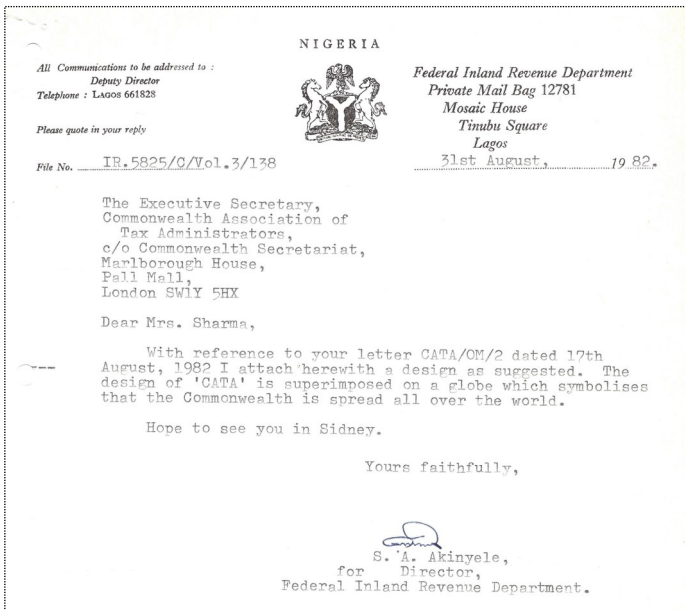 NIGERIA
All Communications to be addressed to :
Deputy Director
Telephone : LAGOS 661828
Please quote in your reply
File No. IR.5825/C/Vol.3/138
Federal Inland Revenue Department
Private Mail Bag 12781
Mosaic House
Tinubu Square
Lagos
31st August, 1982.
The Executive Secretary,
Commonwealth Association of
Tax Administrators,
c/o Commonwealth Secretariat,
Marlborough House,
Pall Mall,
London SW1Y 5HX
Dear Mrs. Sharma,
With reference to your letter CATA/OM/2 dated 17th
August, 1982 I attach herewith a design as suggested. The
design of 'CATA' is superimposed on a globe which symbolises
that the Commonwealth is spread all over the world.
Hope to see you in Sidney.
Yours faithfully,
S. A. Akinyele,
for Director,
Federal Inland Revenue Department.